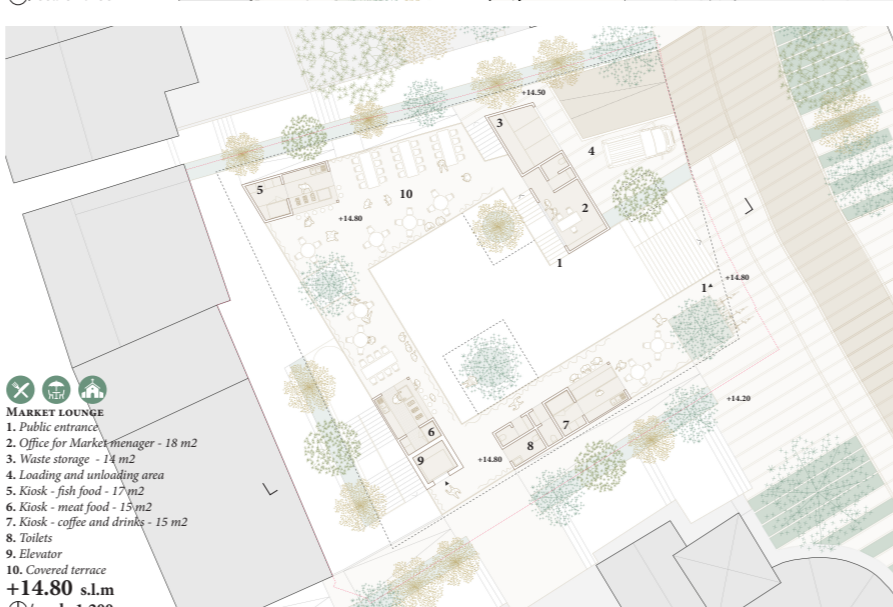 +14.50
3
4
5
10
2
+14.80
1
1
+14.80
+14.20
MARKET LOUNGE
1. Public entrance
2. Office for Market menager - 18 m2
3. Waste storage - 14 m2
4. Loading and unloading area
5. Kiosk - fish food - 17 m2
6. Kiosk - meat food - 15 m2
7. Kiosk - coffee and drinks - 15 m2
8. Toilets
9. Elevator
10. Covered terrace
+14.80 s.l.m
7
6
8
9
+14.80